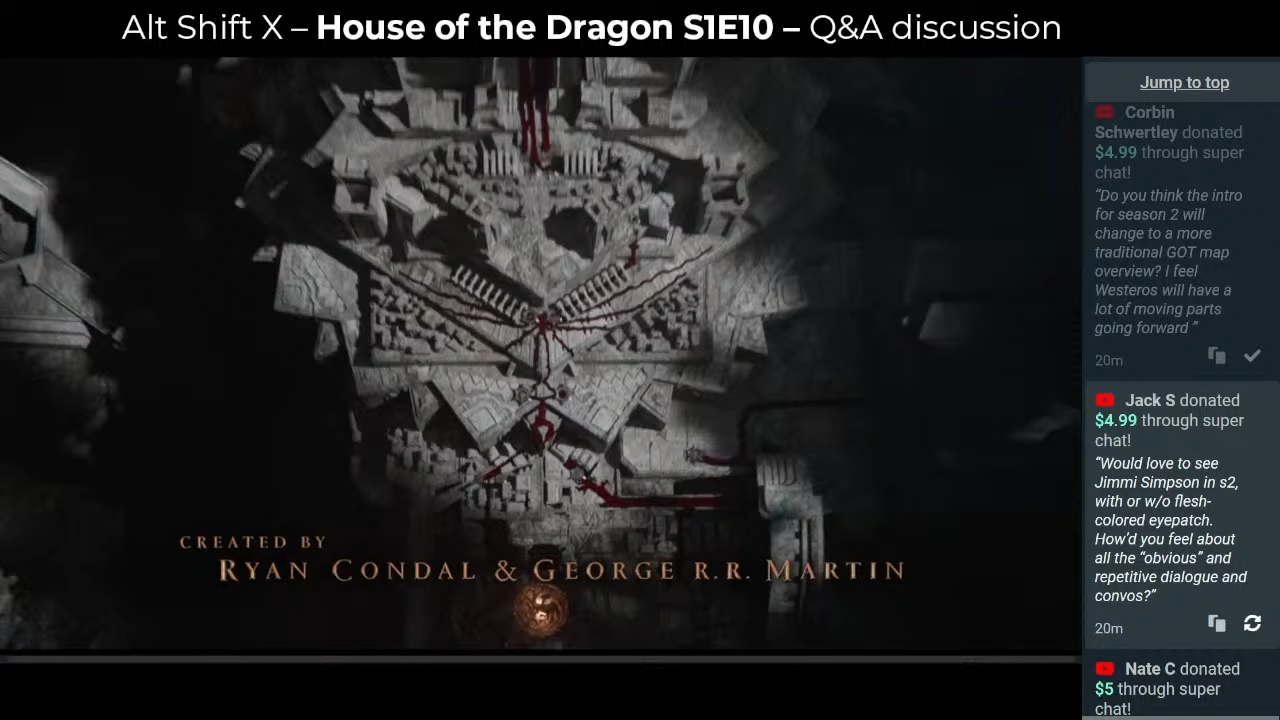 Alt Shift X – House of the Dragon S1E10 – Q&A discussion
Jump to top
Corbin
Schwertley donated
$4.99 through super
chat!
“Do you think the intro
for season 2 will
change to a more
traditional GOT map
overview? I feel
Westeros will have a
lot of moving parts
going forward ”
20m
Jack S donated
$4.99 through super
chat!
“Would love to see
Jimmi Simpson in s2,
with or w/o flesh-
colored eyepatch.
How’d you feel about
all the “obvious” and
repetitive dialogue and
convos?”
20m
Nate C donated
$5 through super
chat!
CREATED BY
RYAN CONDAL & GEORGE R.R. MARTIN